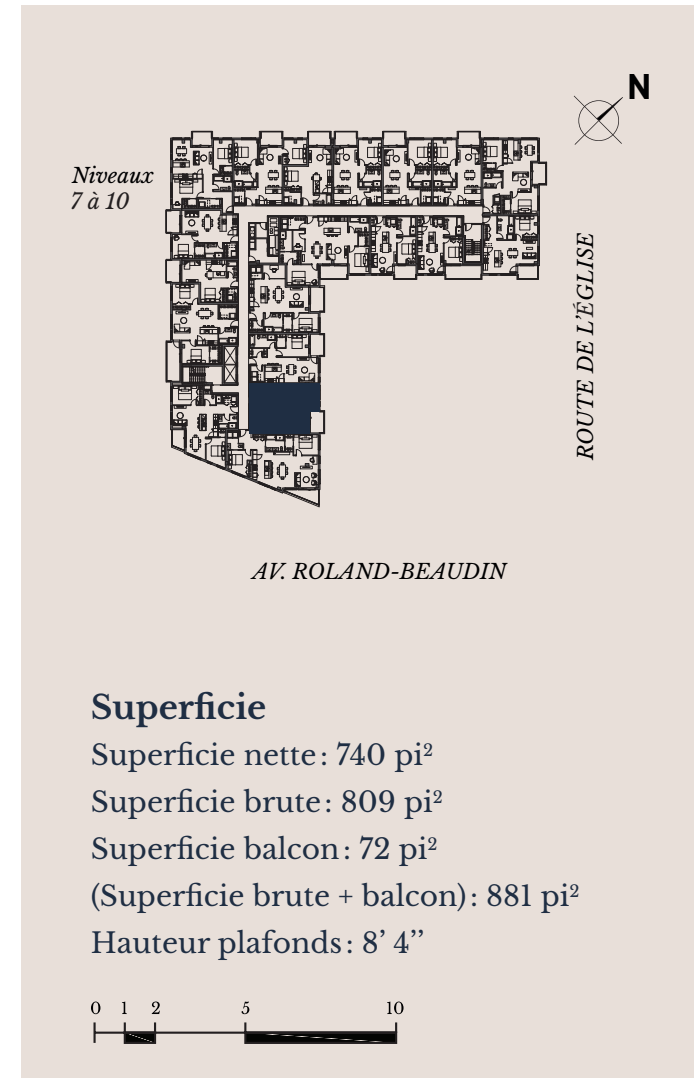 N
Niveaux
7 à 10
ROUTE DE L’ÉGLISE
AV. ROLAND-BEAUDIN
Superficie
Superficie nette : 740 pi²
Superficie brute : 809 pi²
Superficie balcon : 72 pi²
(Superficie brute + balcon) : 881 pi²
Hauteur plafonds : 8’ 4’’
0 1 2 5 10